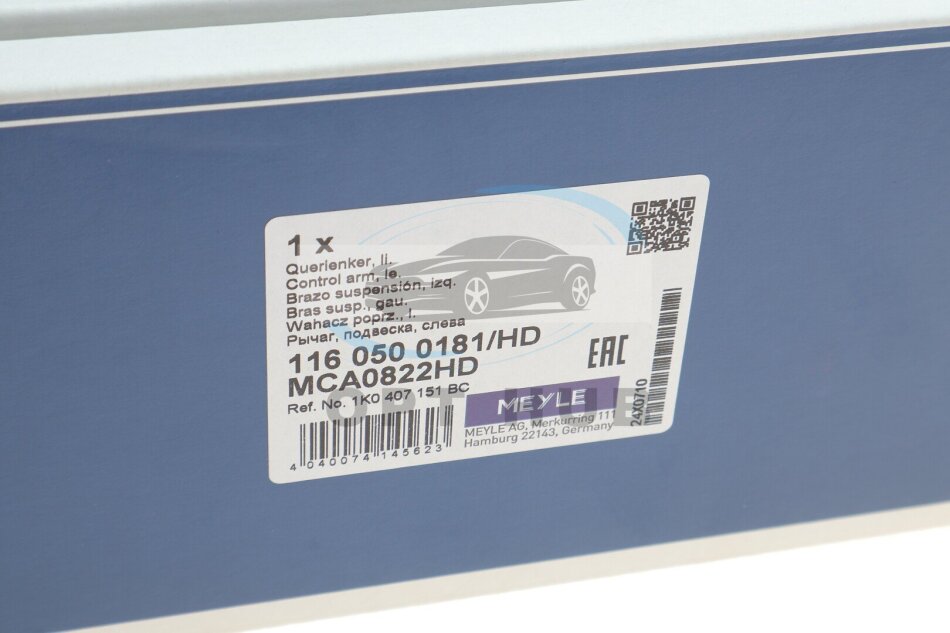 1 x
Querlenker, li.
Control arm, le.
Brazo suspensión, izq.
Bras susp., gau.
Wahacz poprz., l.
Рычаг, подвеска, слева
116 050 0181/HD
MCA0822HD
Ref. No. 1K0 407 151 BC
4 040074 145623
EAC
MEYLE
MEYLE AG, Merkurring 111
Hamburg 22143, Germany
24X0710
OPT HUB